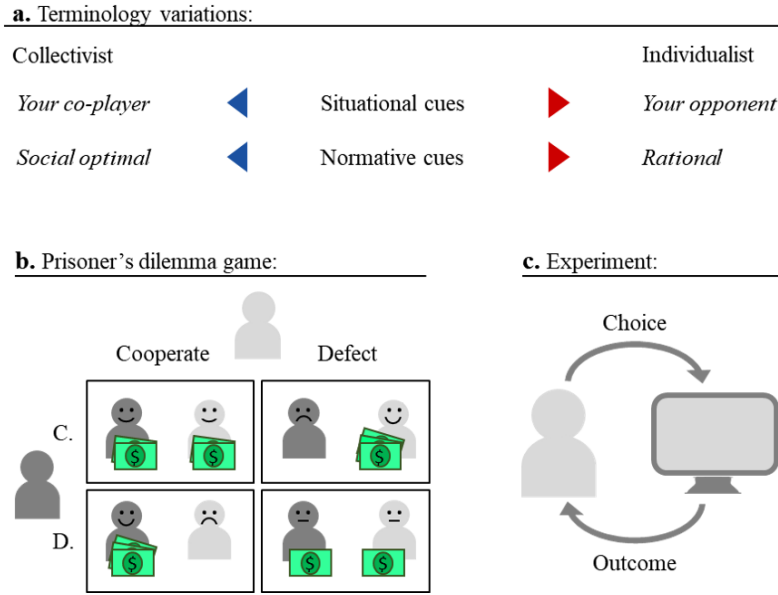 a. Terminology variations:
Collectivist Individualist
Your co-player Situational cues Your opponent
Social optimal Normative cues Rational
b. Prisoner's dilemma game:
Cooperate Defect
C.
$ $ $
D.
$ $ $
c. Experiment:
Choice
Outcome